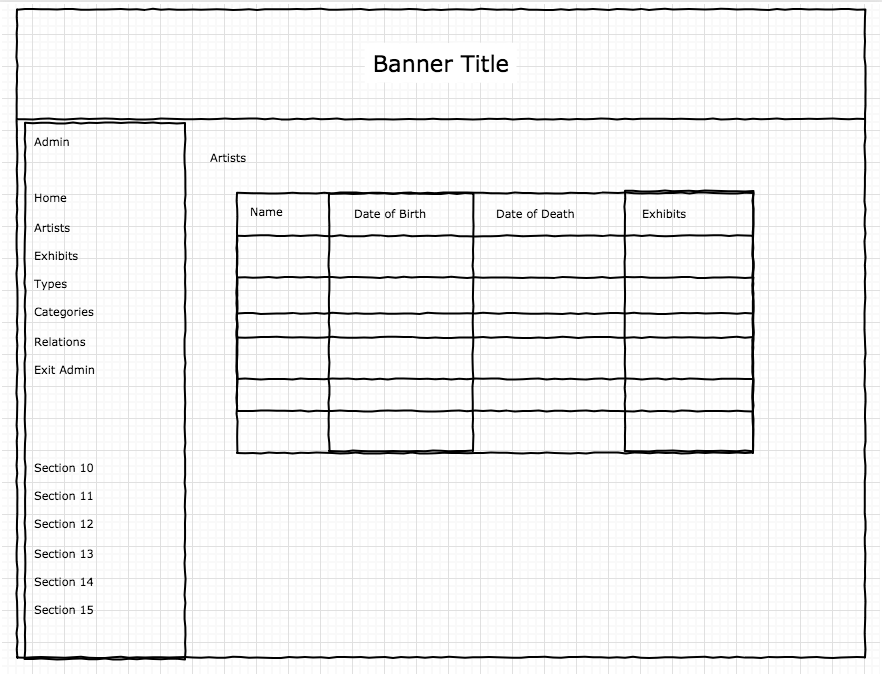 Banner Title
Admin
Home
Artists
Exhibits
Types
Categories
Relations
Exit Admin
Section 10
Section 11
Section 12
Section 13
Section 14
Section 15
Artists
Name Date of Birth Date of Death Exhibits